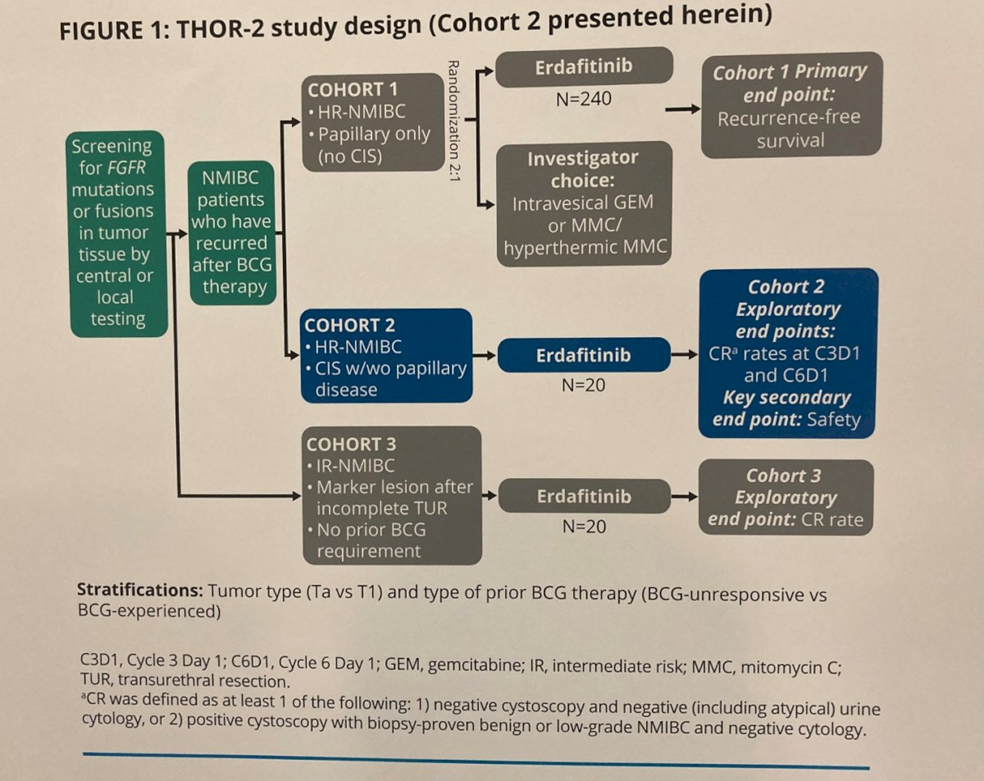 FIGURE 1: THOR-2 study design (Cohort 2 presented herein)
Screening
for FGFR
mutations
or fusions
in tumor
tissue by
central or
local
testing
NMIBC
patients
who have
recurred
after BCG
therapy
COHORT 1
• HR-NMIBC
• Papillary only
(no CIS)
Randomization 2:1
Erdafitinib
N=240
Investigator
choice:
Intravesical GEM
or MMC/
hyperthermic MMC
Cohort 1 Primary
end point:
Recurrence-free
survival
COHORT 2
• HR-NMIBC
• CIS w/wo papillary
disease
Erdafitinib
N=20
Cohort 2
Exploratory
end points:
CRª rates at C3D1
and C6D1
Key secondary
end point: Safety
COHORT 3
• IR-NMIBC
• Marker lesion after
incomplete TUR
• No prior BCG
requirement
Erdafitinib
N=20
Cohort 3
Exploratory
end point: CR rate
Stratifications: Tumor type (Ta vs T1) and type of prior BCG therapy (BCG-unresponsive vs
BCG-experienced)
C3D1, Cycle 3 Day 1; C6D1, Cycle 6 Day 1; GEM, gemcitabine; IR, intermediate risk; MMC, mitomycin C;
TUR, transurethral resection.
ªCR was defined as at least 1 of the following: 1) negative cystoscopy and negative (including atypical) urine
cytology, or 2) positive cystoscopy with biopsy-proven benign or low-grade NMIBC and negative cytology.